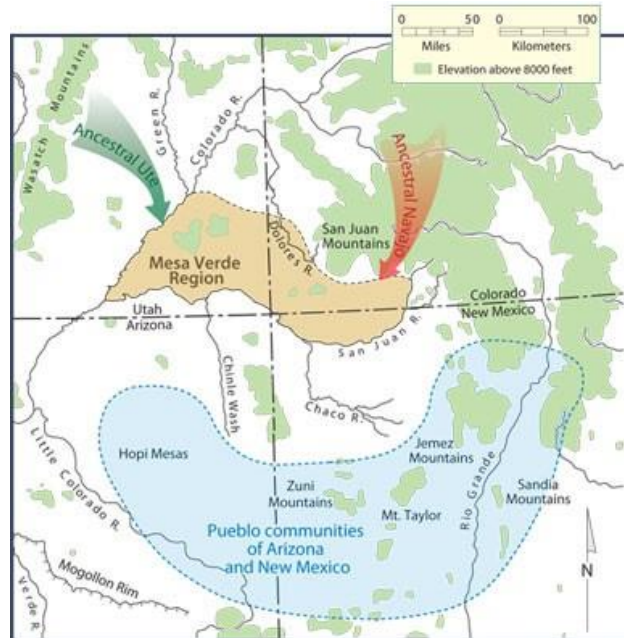 0 50 0 100
Miles Kilometers
Elevation above 8000 feet
Wasatch Mountains
Ancestral Ute
Green R.
Colorado R.
Ancestral Navajo
San Juan
Mountains
Dolores R.
Mesa Verde
Region
Utah
Arizona
Colorado
New Mexico
San Juan R.
Chinle Wash
Chaco R.
Little Colorado R.
Hopi Mesas
Jemez
Mountains
Zuni
Mountains
Mt. Taylor
Rio Grande
Sandia
Mountains
Pueblo communities
of Arizona
and New Mexico
Mogollon Rim
Verde R.
N